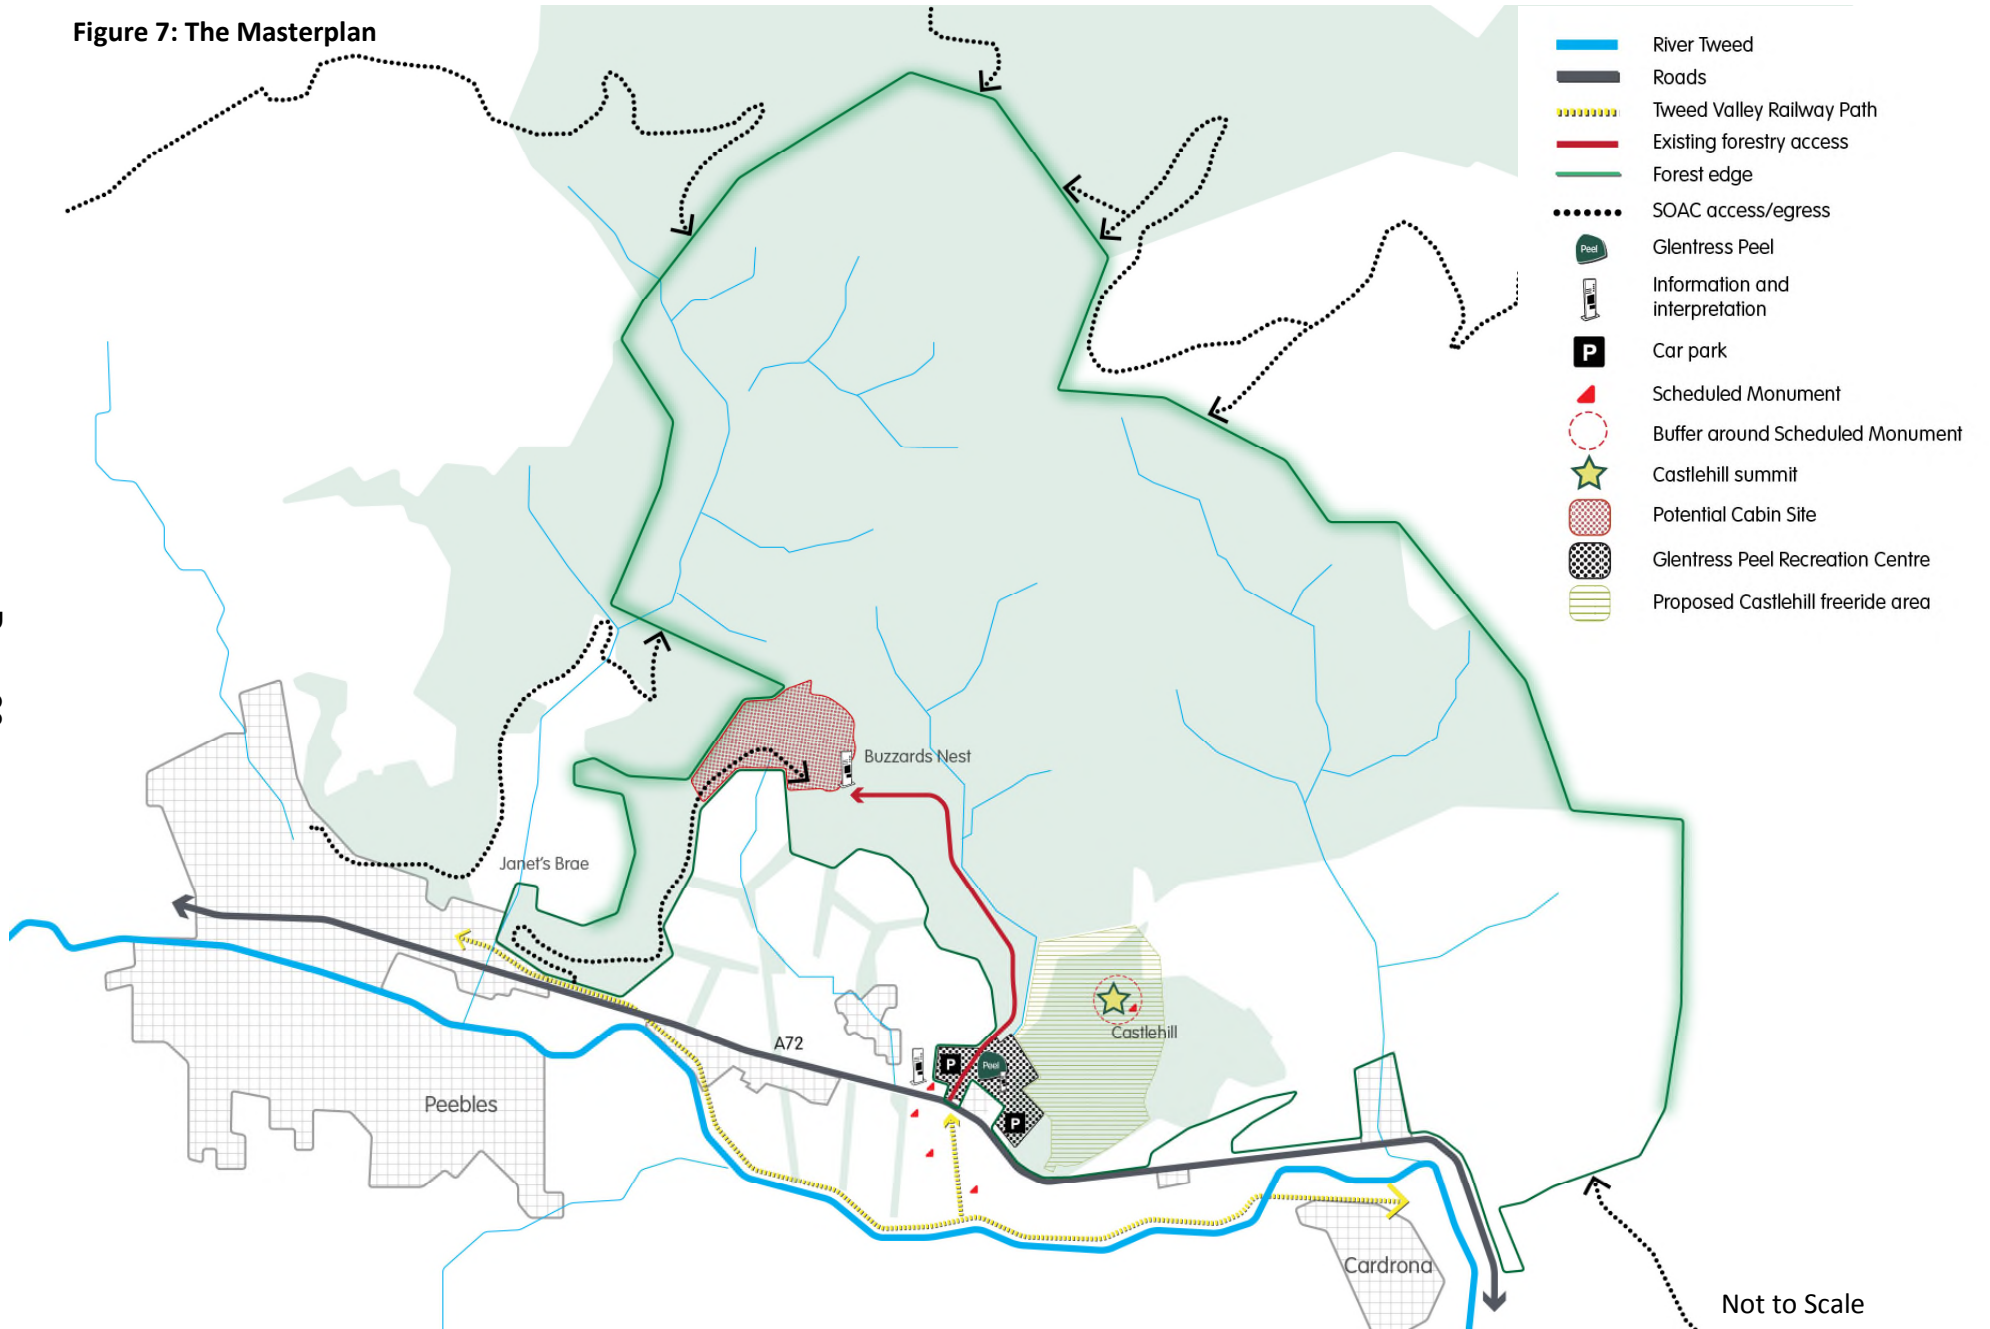 Figure 7: The Masterplan
River Tweed
Roads
Tweed Valley Railway Path
Existing forestry access
Forest edge
SOAC access/egress
Peel
Glentress Peel
Information and
interpretation
P
Car park
Scheduled Monument
Buffer around Scheduled Monument
Castlehill summit
Potential Cabin Site
Glentress Peel Recreation Centre
Proposed Castlehill freeride area
Buzzards Nest
Janet's Brae
Castlehill
A72
P
Peel
Peebles
P
Cardrona
Not to Scale